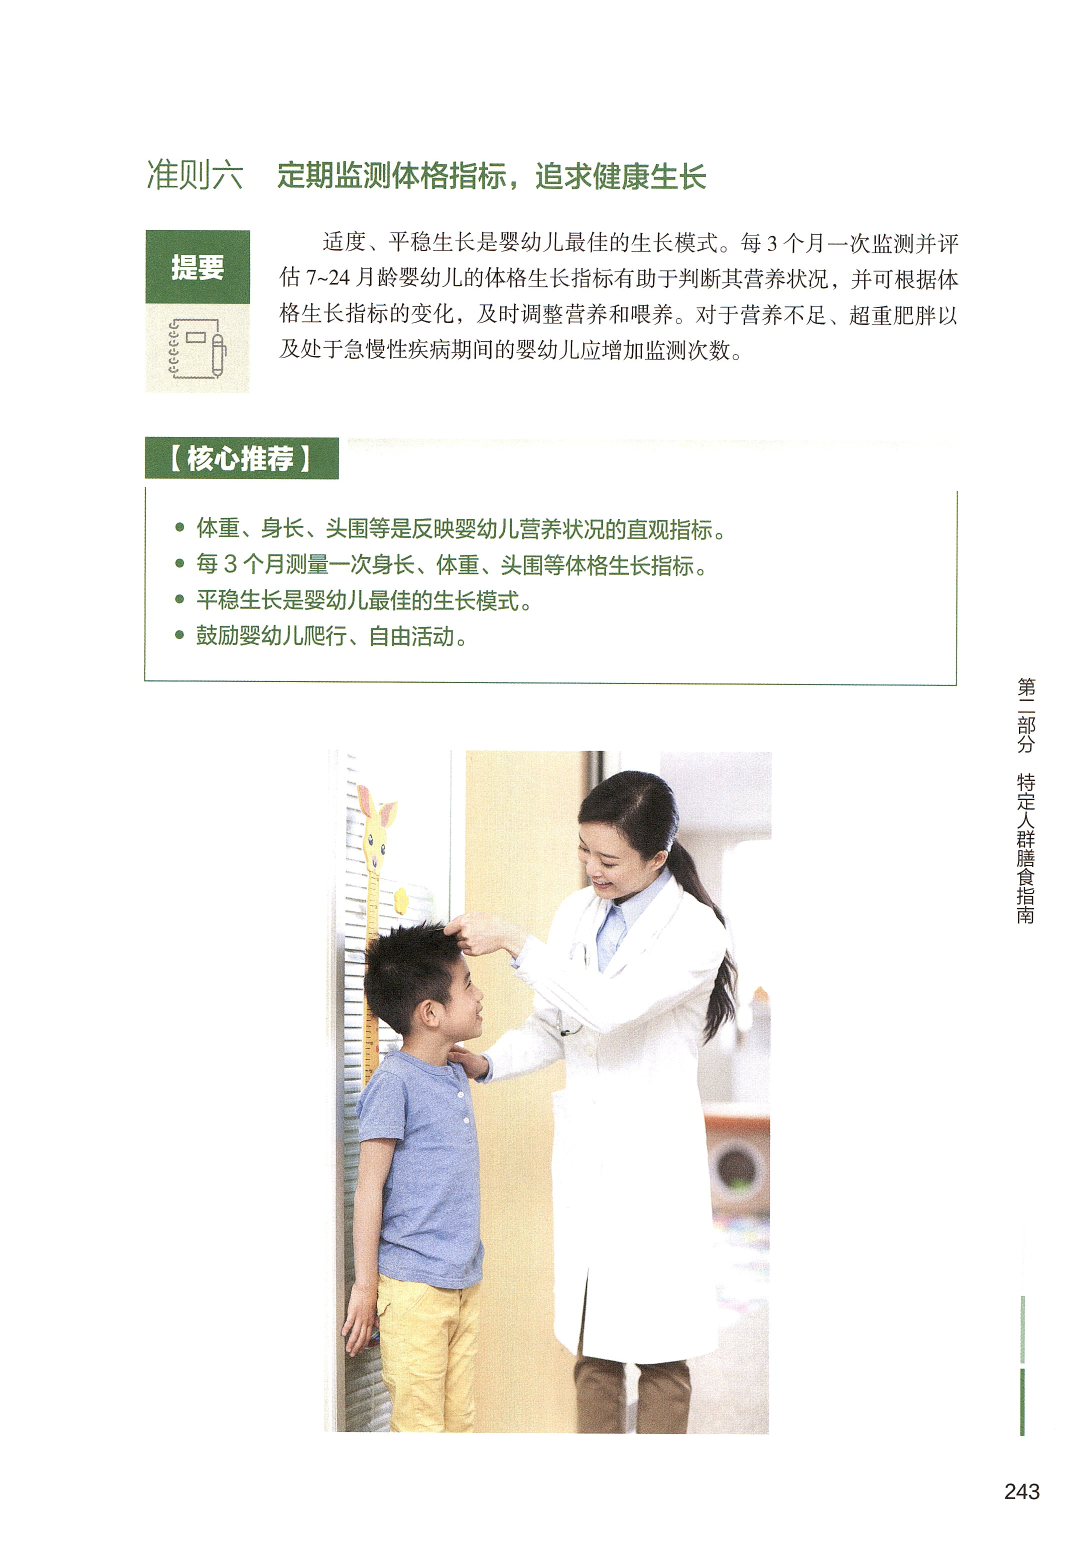 准则六 定期监测体格指标，追求健康生长
提要
适度、平稳生长是婴幼儿最佳的生长模式。每 3 个月一次监测并评
估 7~24 月龄婴幼儿的体格生长指标有助于判断其营养状况，并可根据体
格生长指标的变化，及时调整营养和喂养。对于营养不足、超重肥胖以
及处于急慢性疾病期间的婴幼儿应增加监测次数。
【核心推荐】
● 体重、身长、头围等是反映婴幼儿营养状况的直观指标。
● 每 3 个月测量一次身长、体重、头围等体格生长指标。
● 平稳生长是婴幼儿最佳的生长模式。
● 鼓励婴幼儿爬行、自由活动。
第二部分 特定人群膳食指南
243